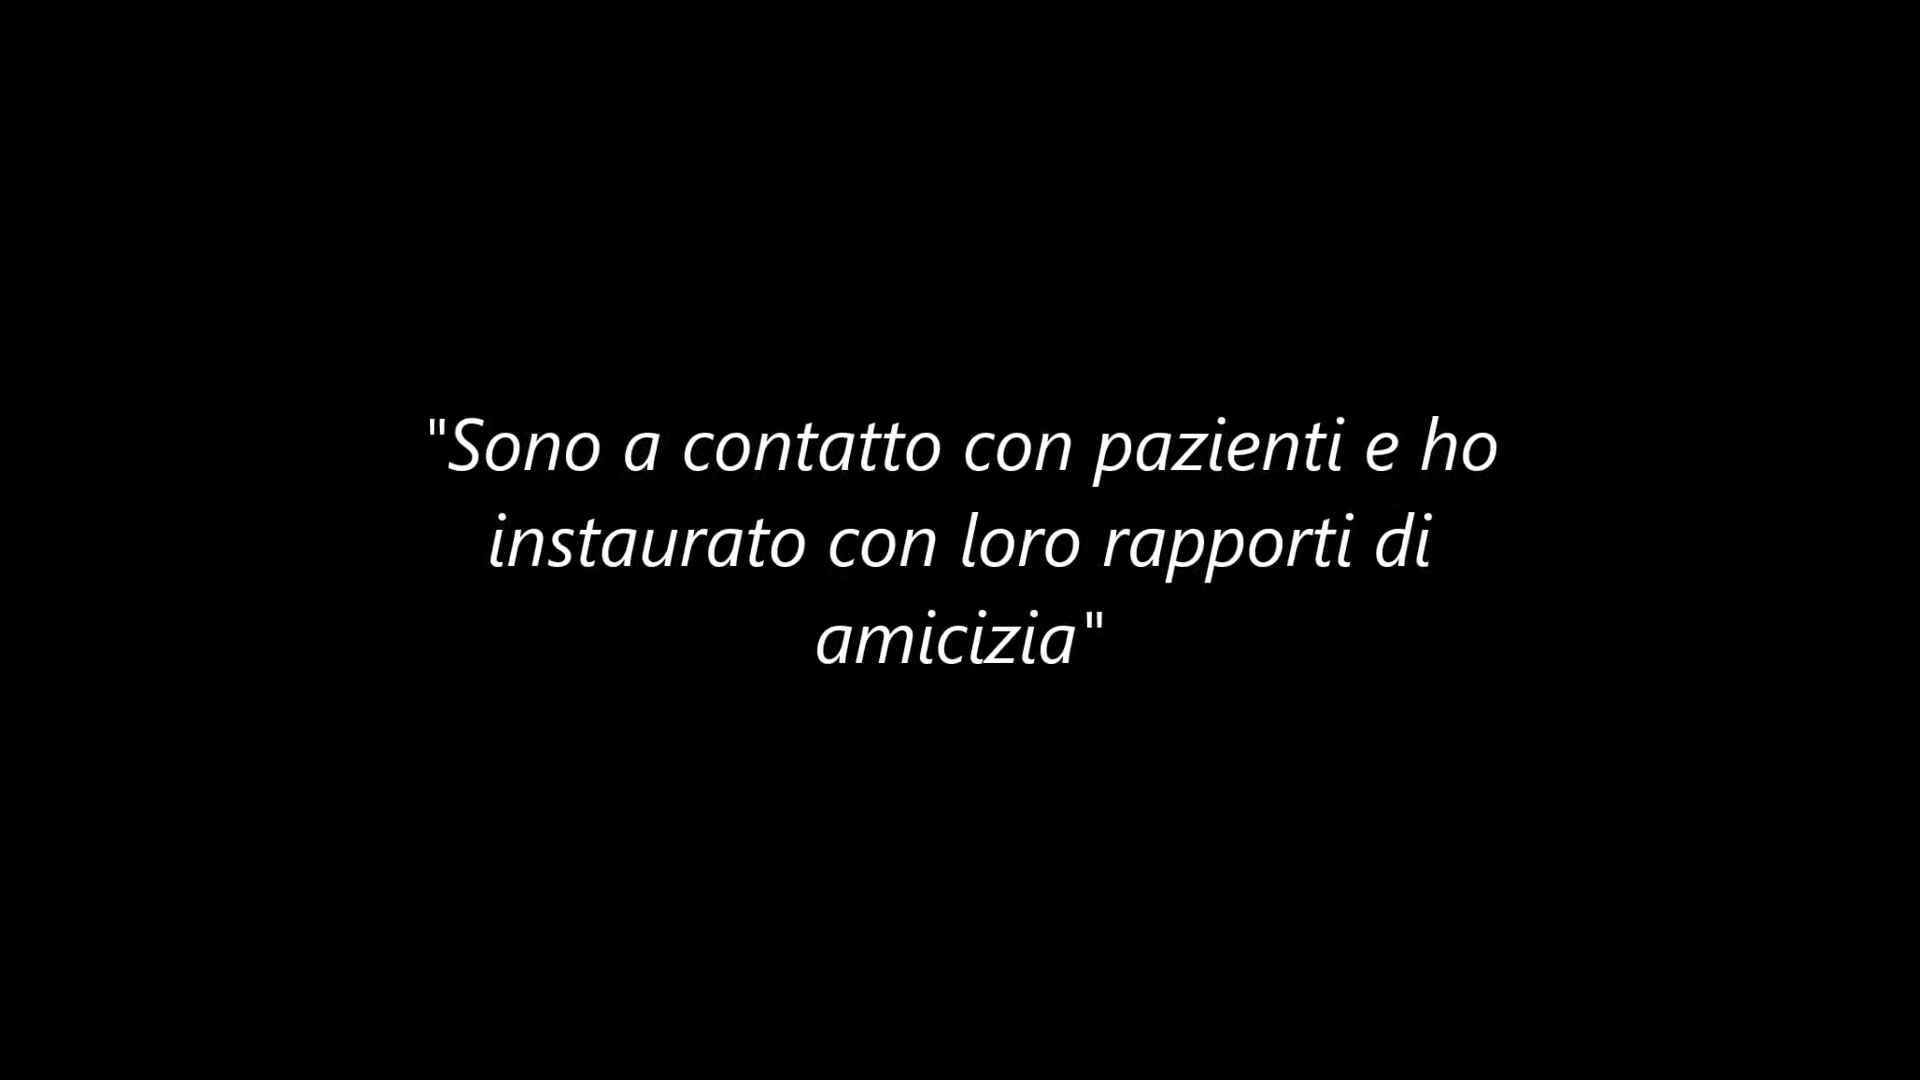 "Sono a contatto con pazienti e ho
instaurato con loro rapporti di
amicizia"